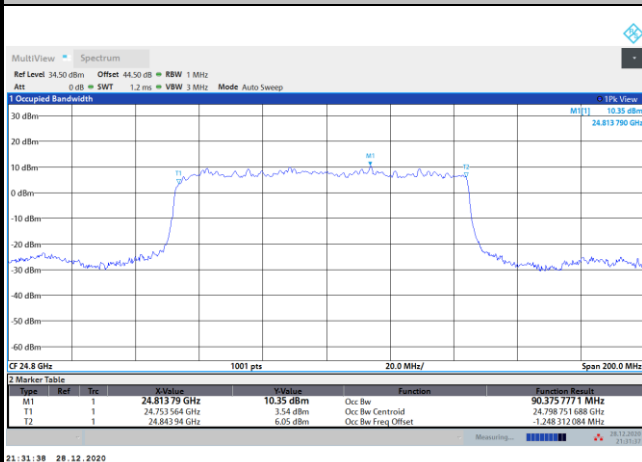 MultiView Spectrum
Ref Level 34.50 dBm Offset 44.50 dB RBW 1 MHz
Att 0 dB SWT 1.2 ms VBW 3 MHz Mode Auto Sweep
1 Occupied Bandwidth 1Pk View
M1[1] 10.35 dBm
24.813 790 GHz
30 dBm
20 dBm
M1
10 dBm
T1
T2
0 dBm
-10 dBm
-20 dBm
-30 dBm
-40 dBm
-50 dBm
-60 dBm
CF 24.8 GHz 1001 pts 20.0 MHz/ Span 200.0 MHz
2 Marker Table
Type Ref Trc X-Value Y-Value Function Function Result
M1 1 24.813 79 GHz 10.35 dBm Occ Bw 90.375 777 1 MHz
T1 1 24.753 564 GHz 3.54 dBm Occ Bw Centroid 24.798 751 688 GHz
T2 1 24.843 94 GHz 6.05 dBm Occ Bw Freq Offset -1.248 312 084 MHz
Measuring... 28.12.2020
21:31:37
21:31:38 28.12.2020